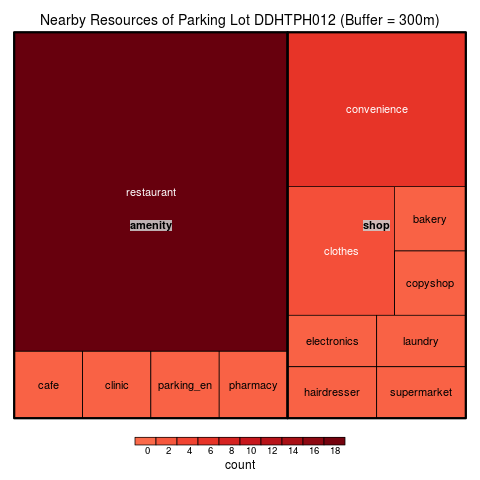 Nearby Resources of Parking Lot DDHTPH012 (Buffer = 300m)
convenience
restaurant
amenity
shop
bakery
clothes
copyshop
electronics
laundry
cafe
clinic
parking_en
pharmacy
hairdresser
supermarket
0 2 4 6 8 10 12 14 16 18
count